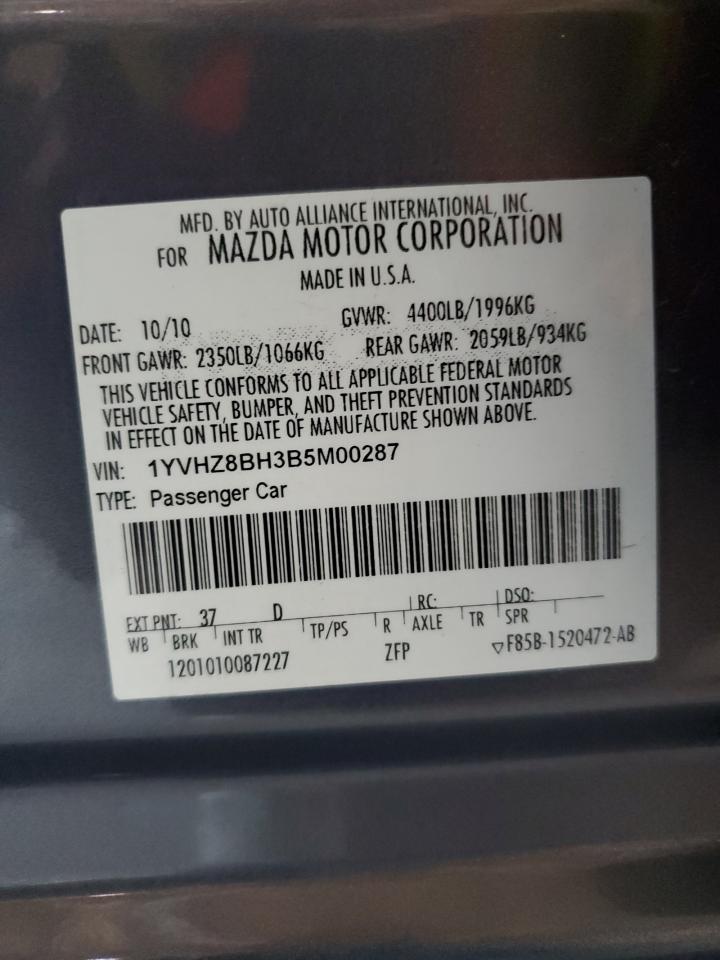 MFD. BY AUTO ALLIANCE INTERNATIONAL, INC.
FOR MAZDA MOTOR CORPORATION
MADE IN U.S.A.
DATE: 10/10 GVWR: 4400LB/1996KG
FRONT GAWR: 2350LB/1066KG REAR GAWR: 2059LB/934KG
THIS VEHICLE CONFORMS TO ALL APPLICABLE FEDERAL MOTOR
VEHICLE SAFETY, BUMPER, AND THEFT PREVENTION STANDARDS
IN EFFECT ON THE DATE OF MANUFACTURE SHOWN ABOVE.
VIN: 1YVHZ8BH3B5M00287
TYPE: Passenger Car
EXT PNT: 37 D RC: DSO:
WB BRK INT TR TP/PS R AXLE TR SPR
1201010087227 ZFP ▽F85B-1520472-AB